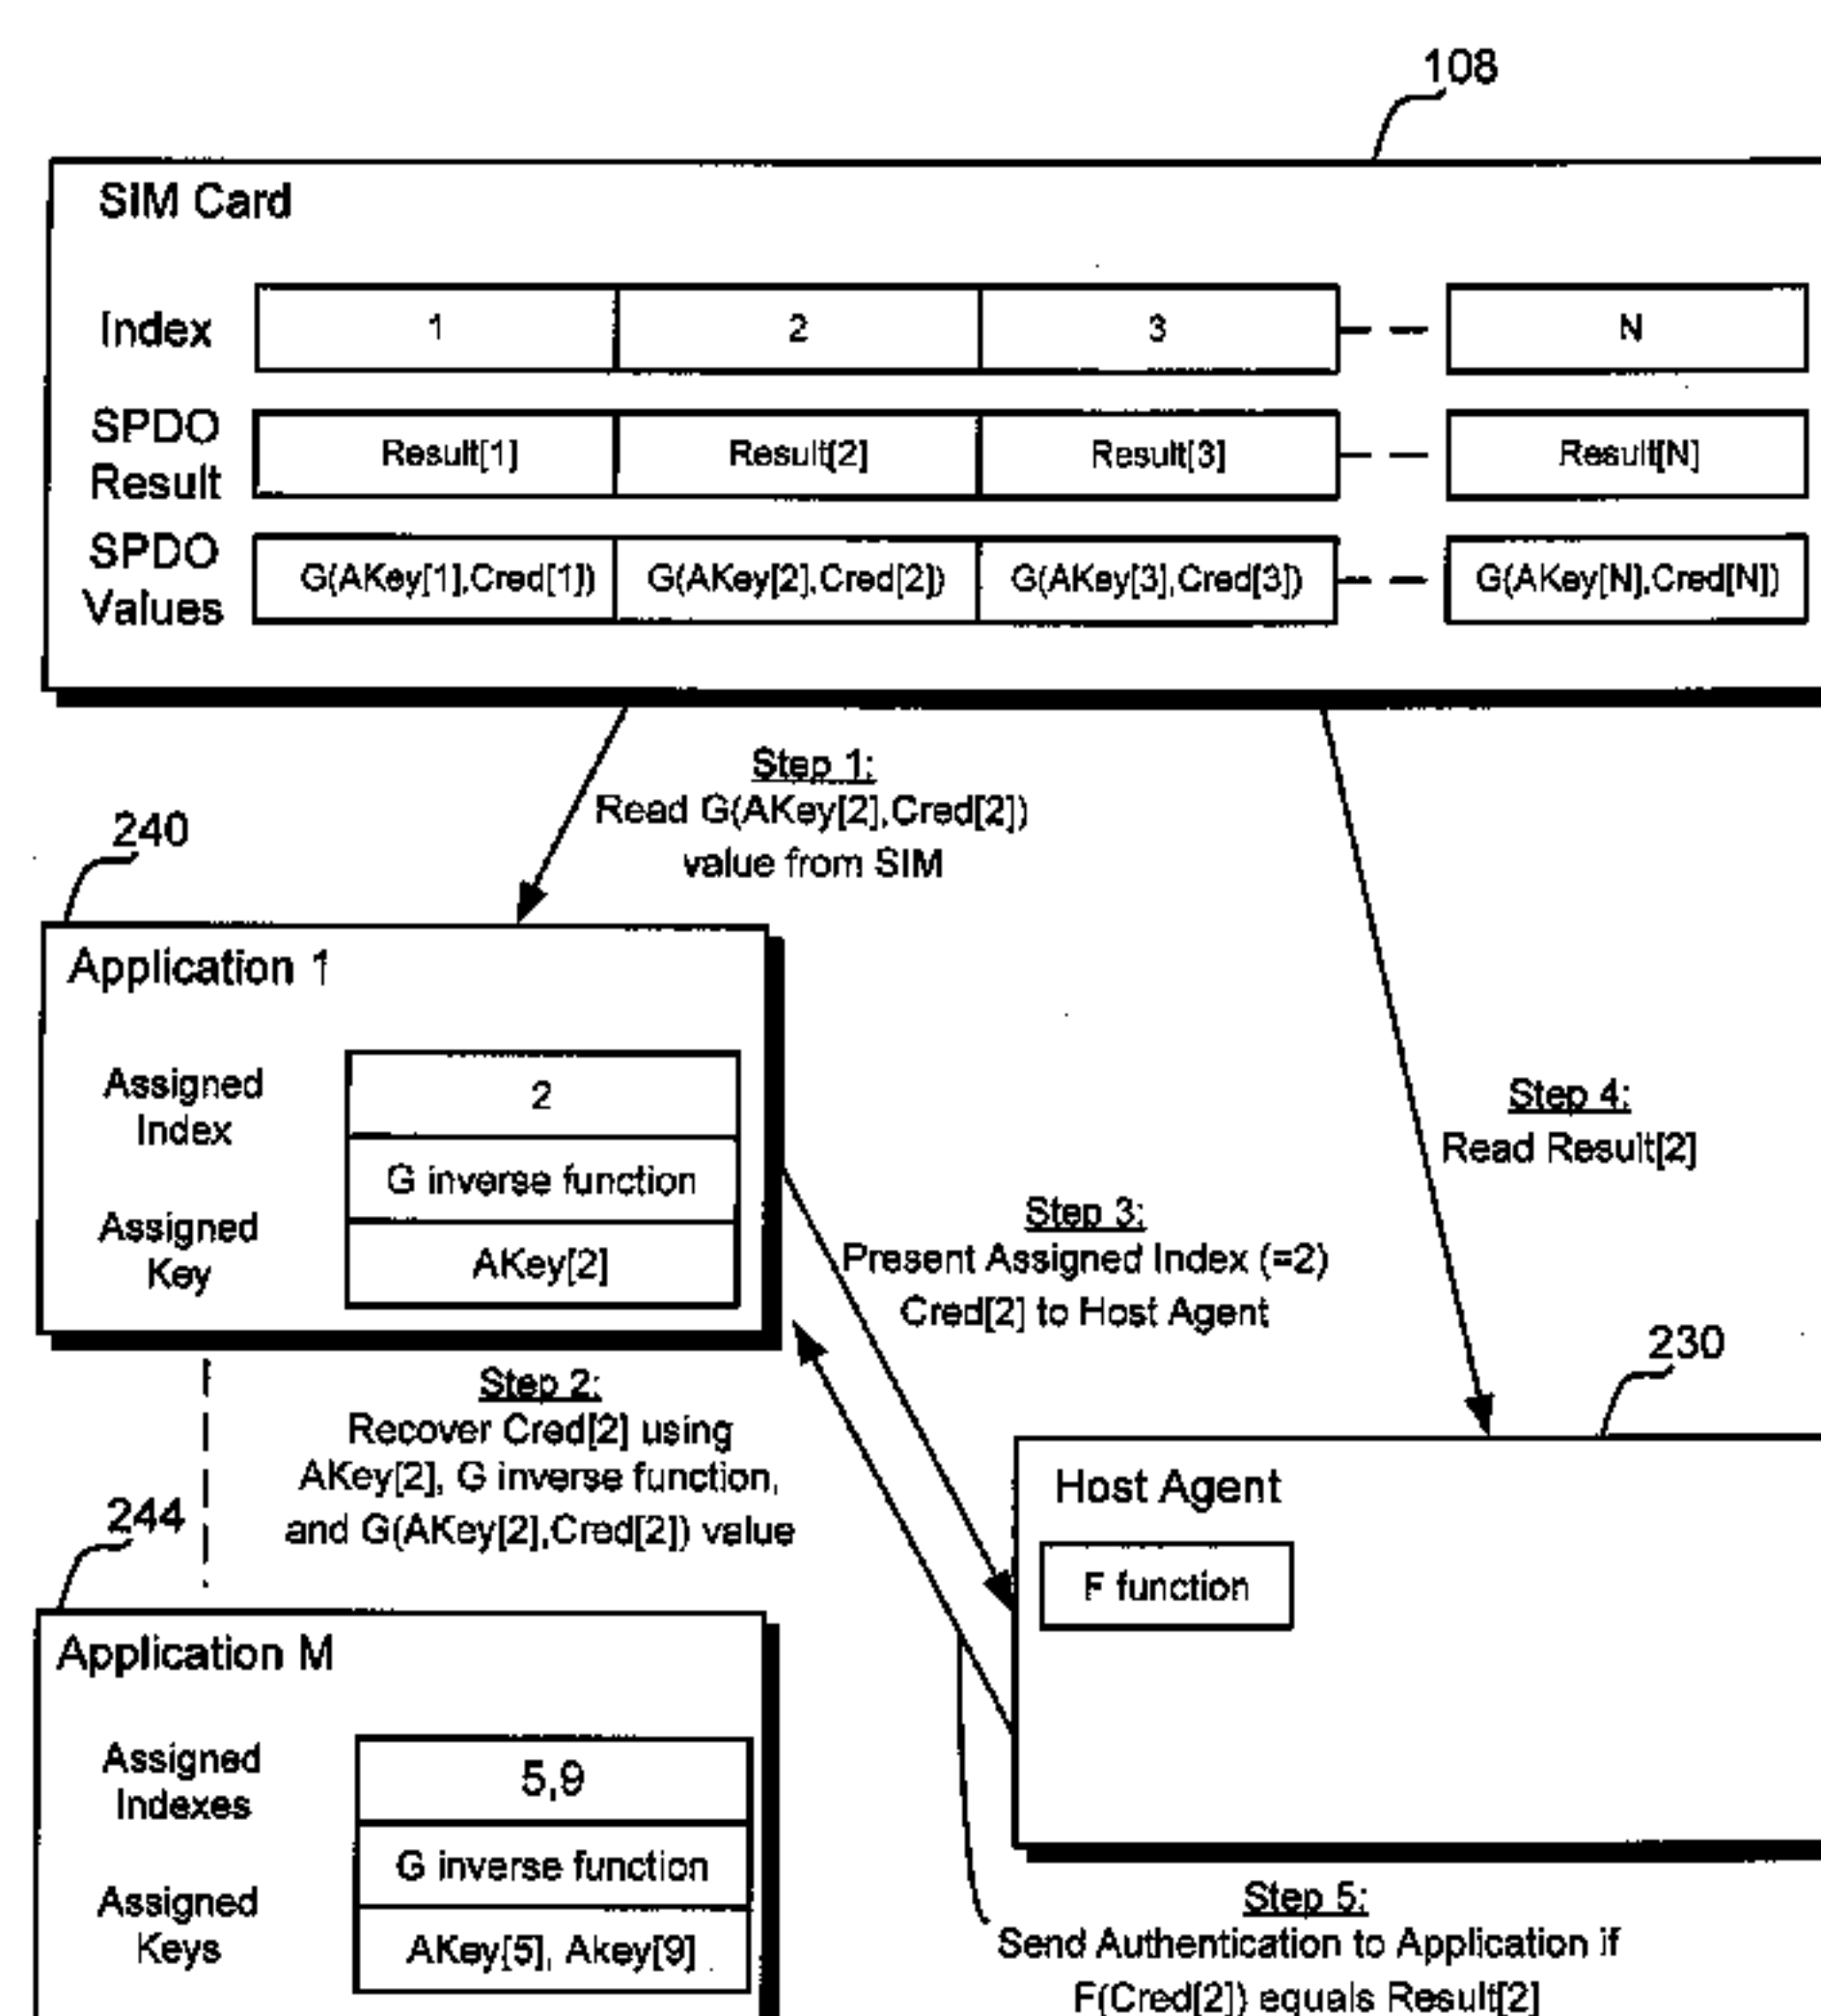 108
SIM Card
Index
1
2
3
N
SPDO
Result
Result[1]
Result[2]
Result[3]
Result[N]
SPDO
Values
G(AKey[1],Cred[1])
G(AKey[2],Cred[2])
G(AKey[3],Cred[3])
G(AKey[N],Cred[N])
Step 1:
Read G(AKey[2],Cred[2])
value from SIM
240
Application 1
Assigned
Index
2
G inverse function
Assigned
Key
AKey[2]
Step 4:
Read Result[2]
Step 3:
Present Assigned Index (=2)
Cred[2] to Host Agent
230
Step 2:
Recover Cred[2] using
AKey[2], G inverse function,
and G(AKey[2],Cred[2]) value
Host Agent
F function
244
Application M
Assigned
Indexes
5,9
G inverse function
Assigned
Keys
AKey[5], Akey[9]
Step 5:
Send Authentication to Application if
F(Cred[2]) equals Result[2]